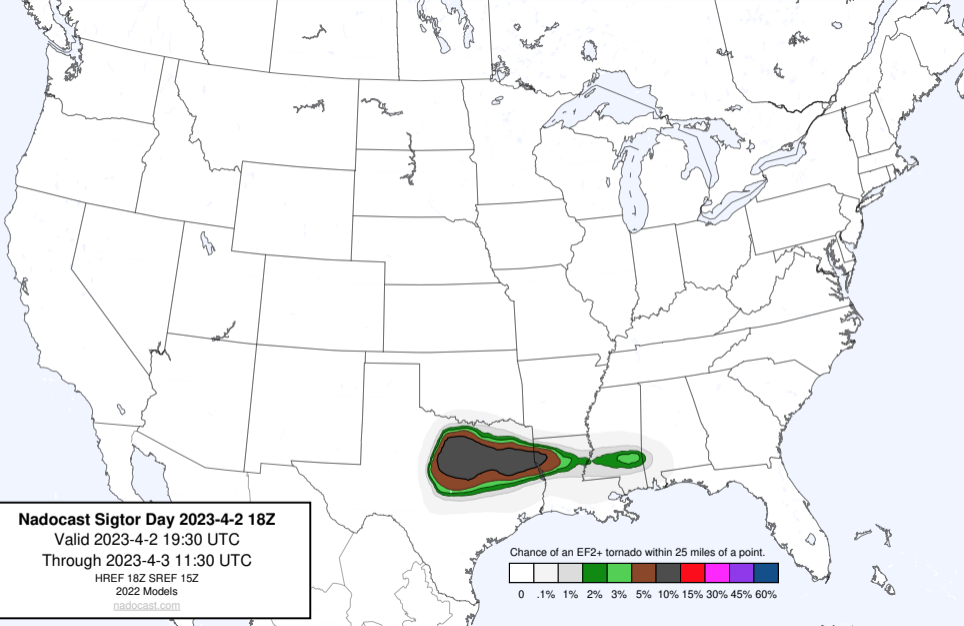 Nadocast Sigtor Day 2023-4-2 18Z
Valid 2023-4-2 19:30 UTC
Through 2023-4-3 11:30 UTC
HREF 18Z SREF 15Z
2022 Models
nadocast.com
Chance of an EF2+ tornado within 25 miles of a point.
0 .1% 1% 2% 3% 5% 10% 15% 30% 45% 60%